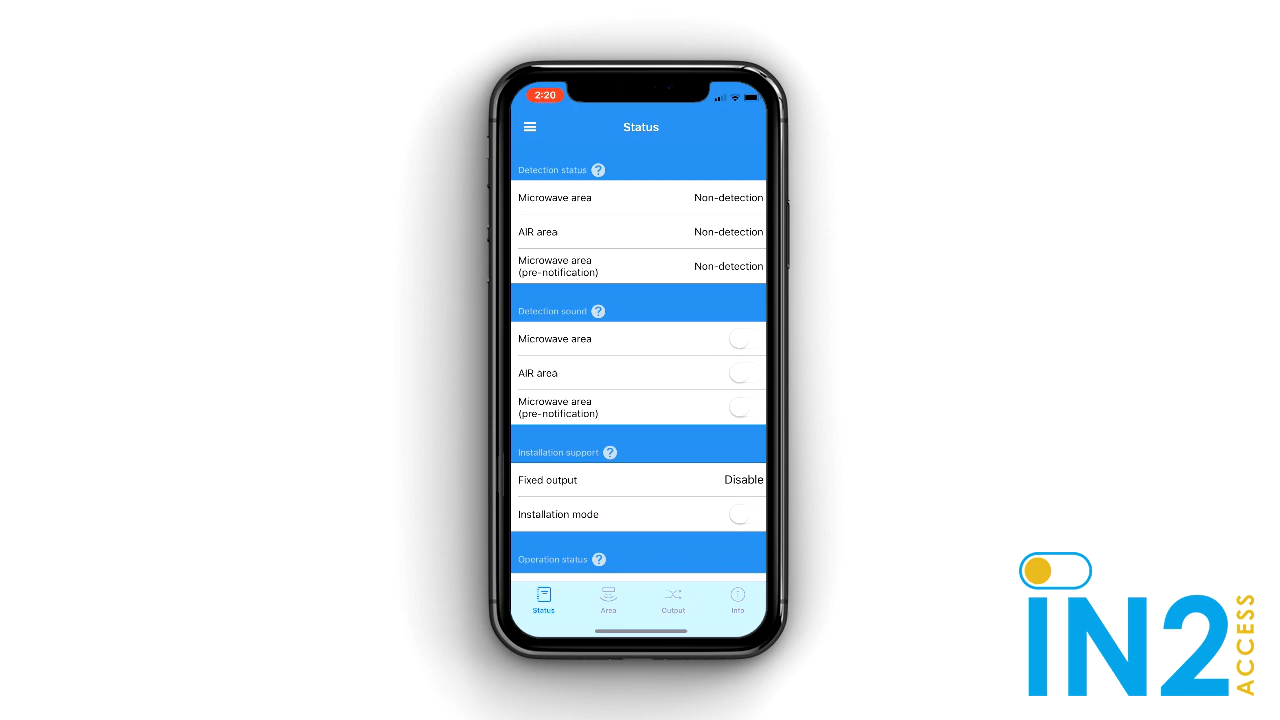 2:20
Status
Detection status ?
Microwave area Non-detection
AIR area Non-detection
Microwave area
(pre-notification) Non-detection
Detection sound ?
Microwave area
AIR area
Microwave area
(pre-notification)
Installation support ?
Fixed output Disable
Installation mode
Operation status ?
Status Area Output Info
IN2
ACCESS